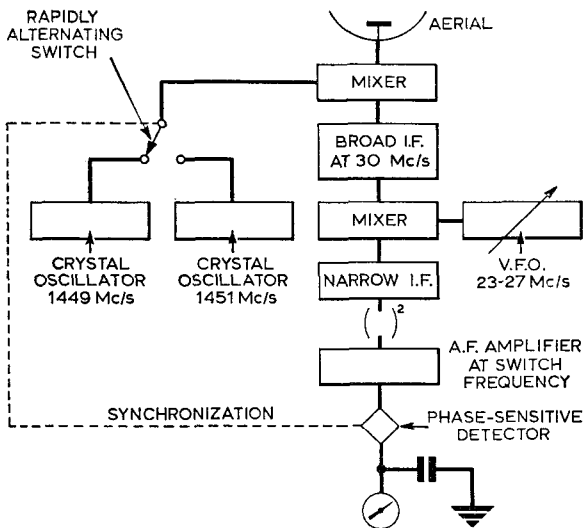 RAPIDLY
ALTERNATING
SWITCH
AERIAL
MIXER
BROAD I.F.
AT 30 Mc/s
MIXER
CRYSTAL
OSCILLATOR
1449 Mc/s
CRYSTAL
OSCILLATOR
1451 Mc/s
V.F.O.
23-27 Mc/s
NARROW I.F.
( )²
A.F. AMPLIFIER
AT SWITCH
FREQUENCY
SYNCHRONIZATION
PHASE-SENSITIVE
DETECTOR